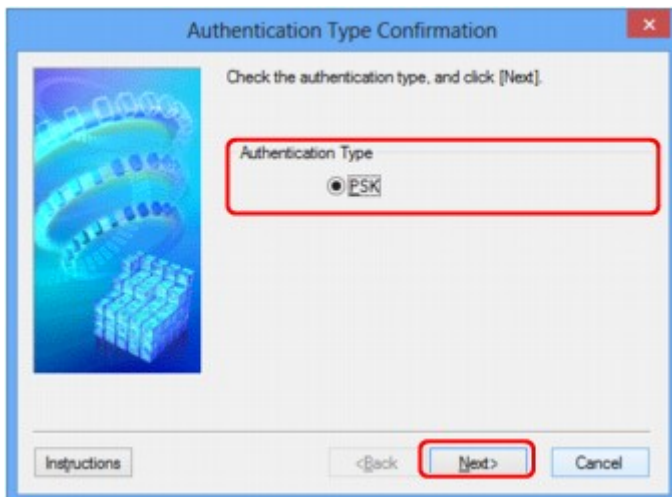 Authentication Type Confirmation
Check the authentication type, and click [Next].
Authentication Type
PSK
Instructions
<Back
Next>
Cancel